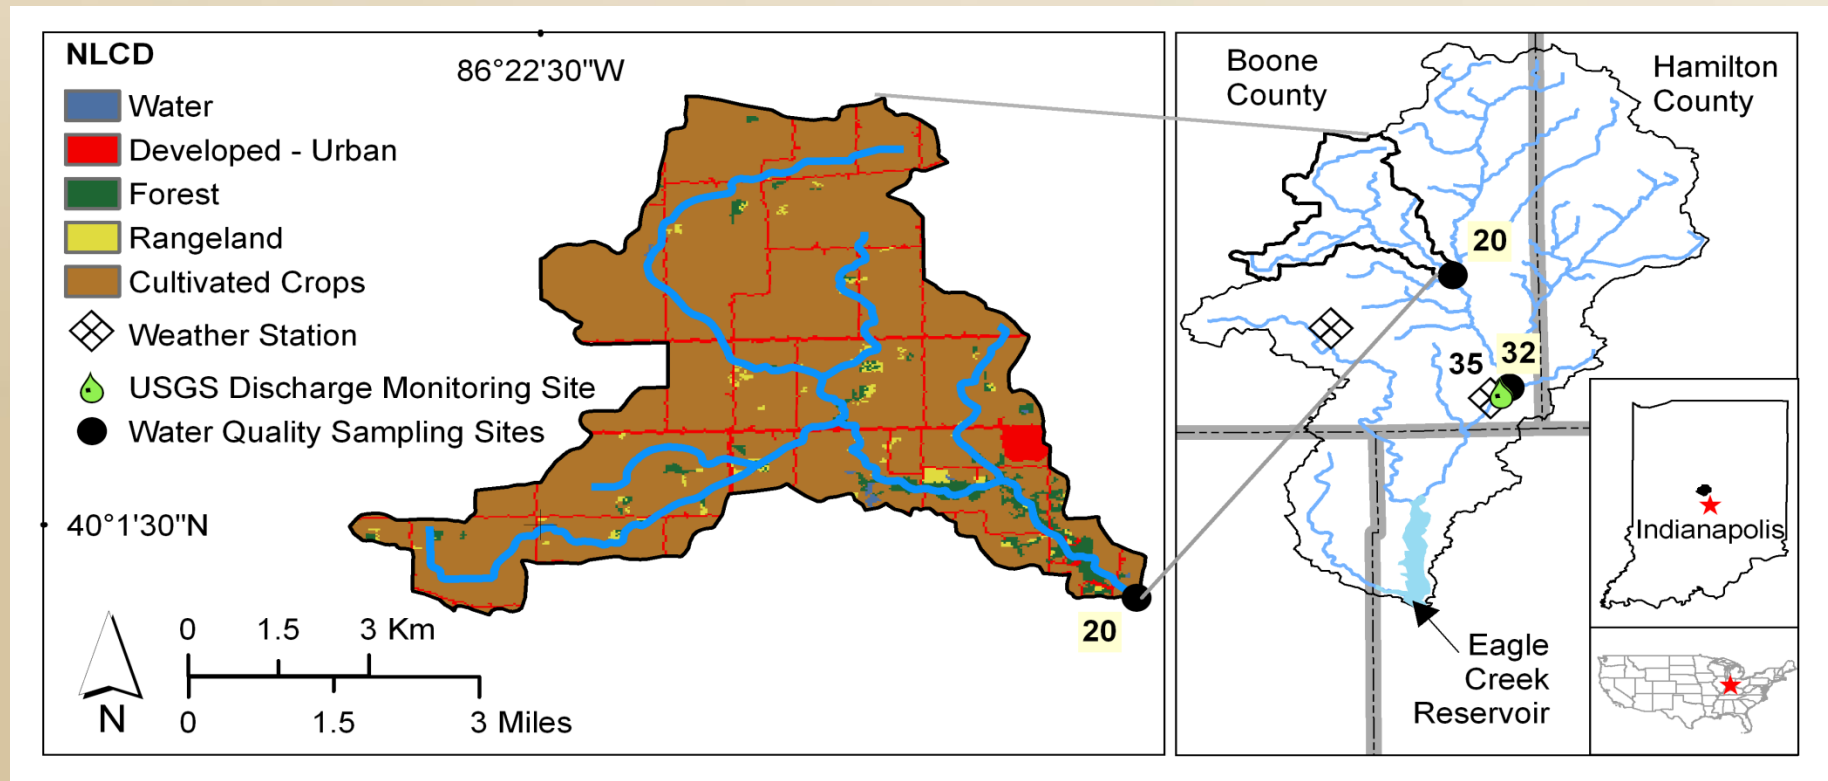 NLCD
Water
Developed - Urban
Forest
Rangeland
Cultivated Crops
Weather Station
USGS Discharge Monitoring Site
Water Quality Sampling Sites
86°22'30"W
40°1'30"N
0 1.5 3 Km
0 1.5 3 Miles
N
20
Boone
County
Hamilton
County
20
35
32
Eagle
Creek
Reservoir
Indianapolis